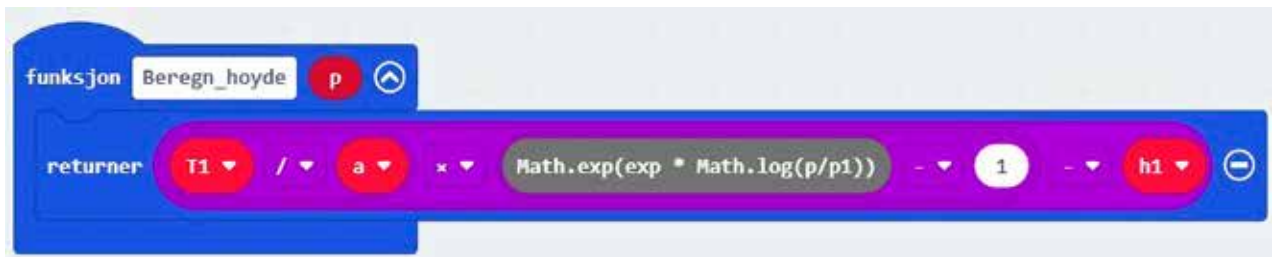 funksjon Beregn_hoyde p
returner T1 / a × Math.exp(exp * Math.log(p/p1)) - 1 - h1